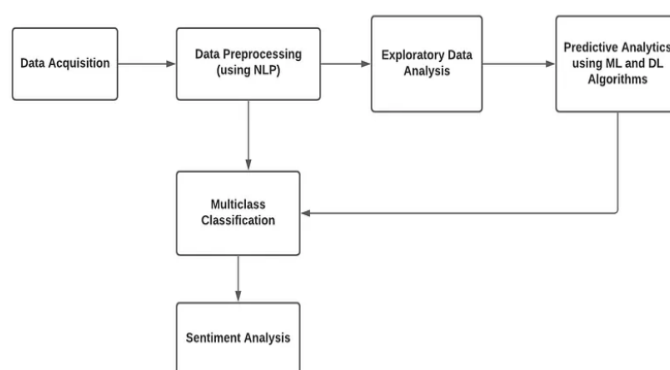 Data Acquisition
Data Preprocessing
(using NLP)
Exploratory Data
Analysis
Predictive Analytics
using ML and DL
Algorithms
Multiclass
Classification
Sentiment Analysis